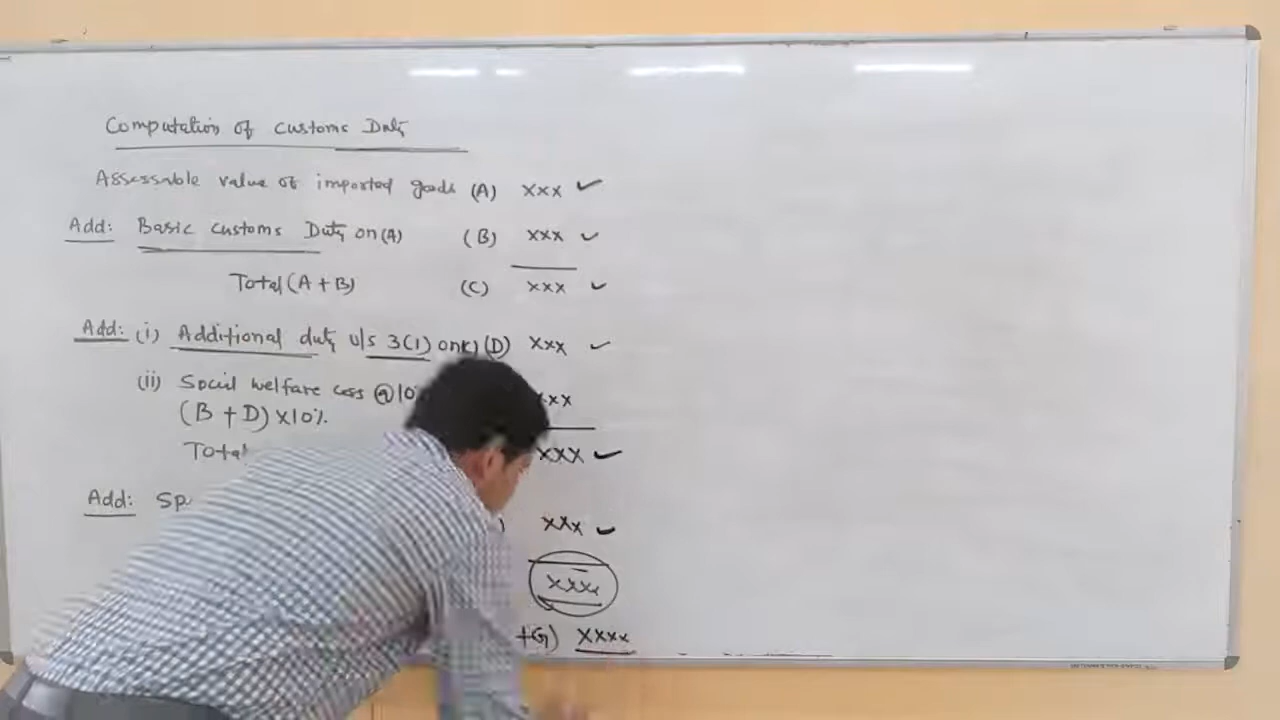 Computation of Customs Duty
Assessable value of imported goods (A) xxx ✓
Add: Basic customs Duty on (A) (B) xxx ✓
Total (A + B) (C) xxx ✓
Add: (i) Additional duty u/s 3(1) on (D) xxx ✓
(ii) Social welfare cess @ 10 xx
(B + D) x 10%
Total xxx ✓
Add: Sp xxx ✓
xxxx
+G) xxxx